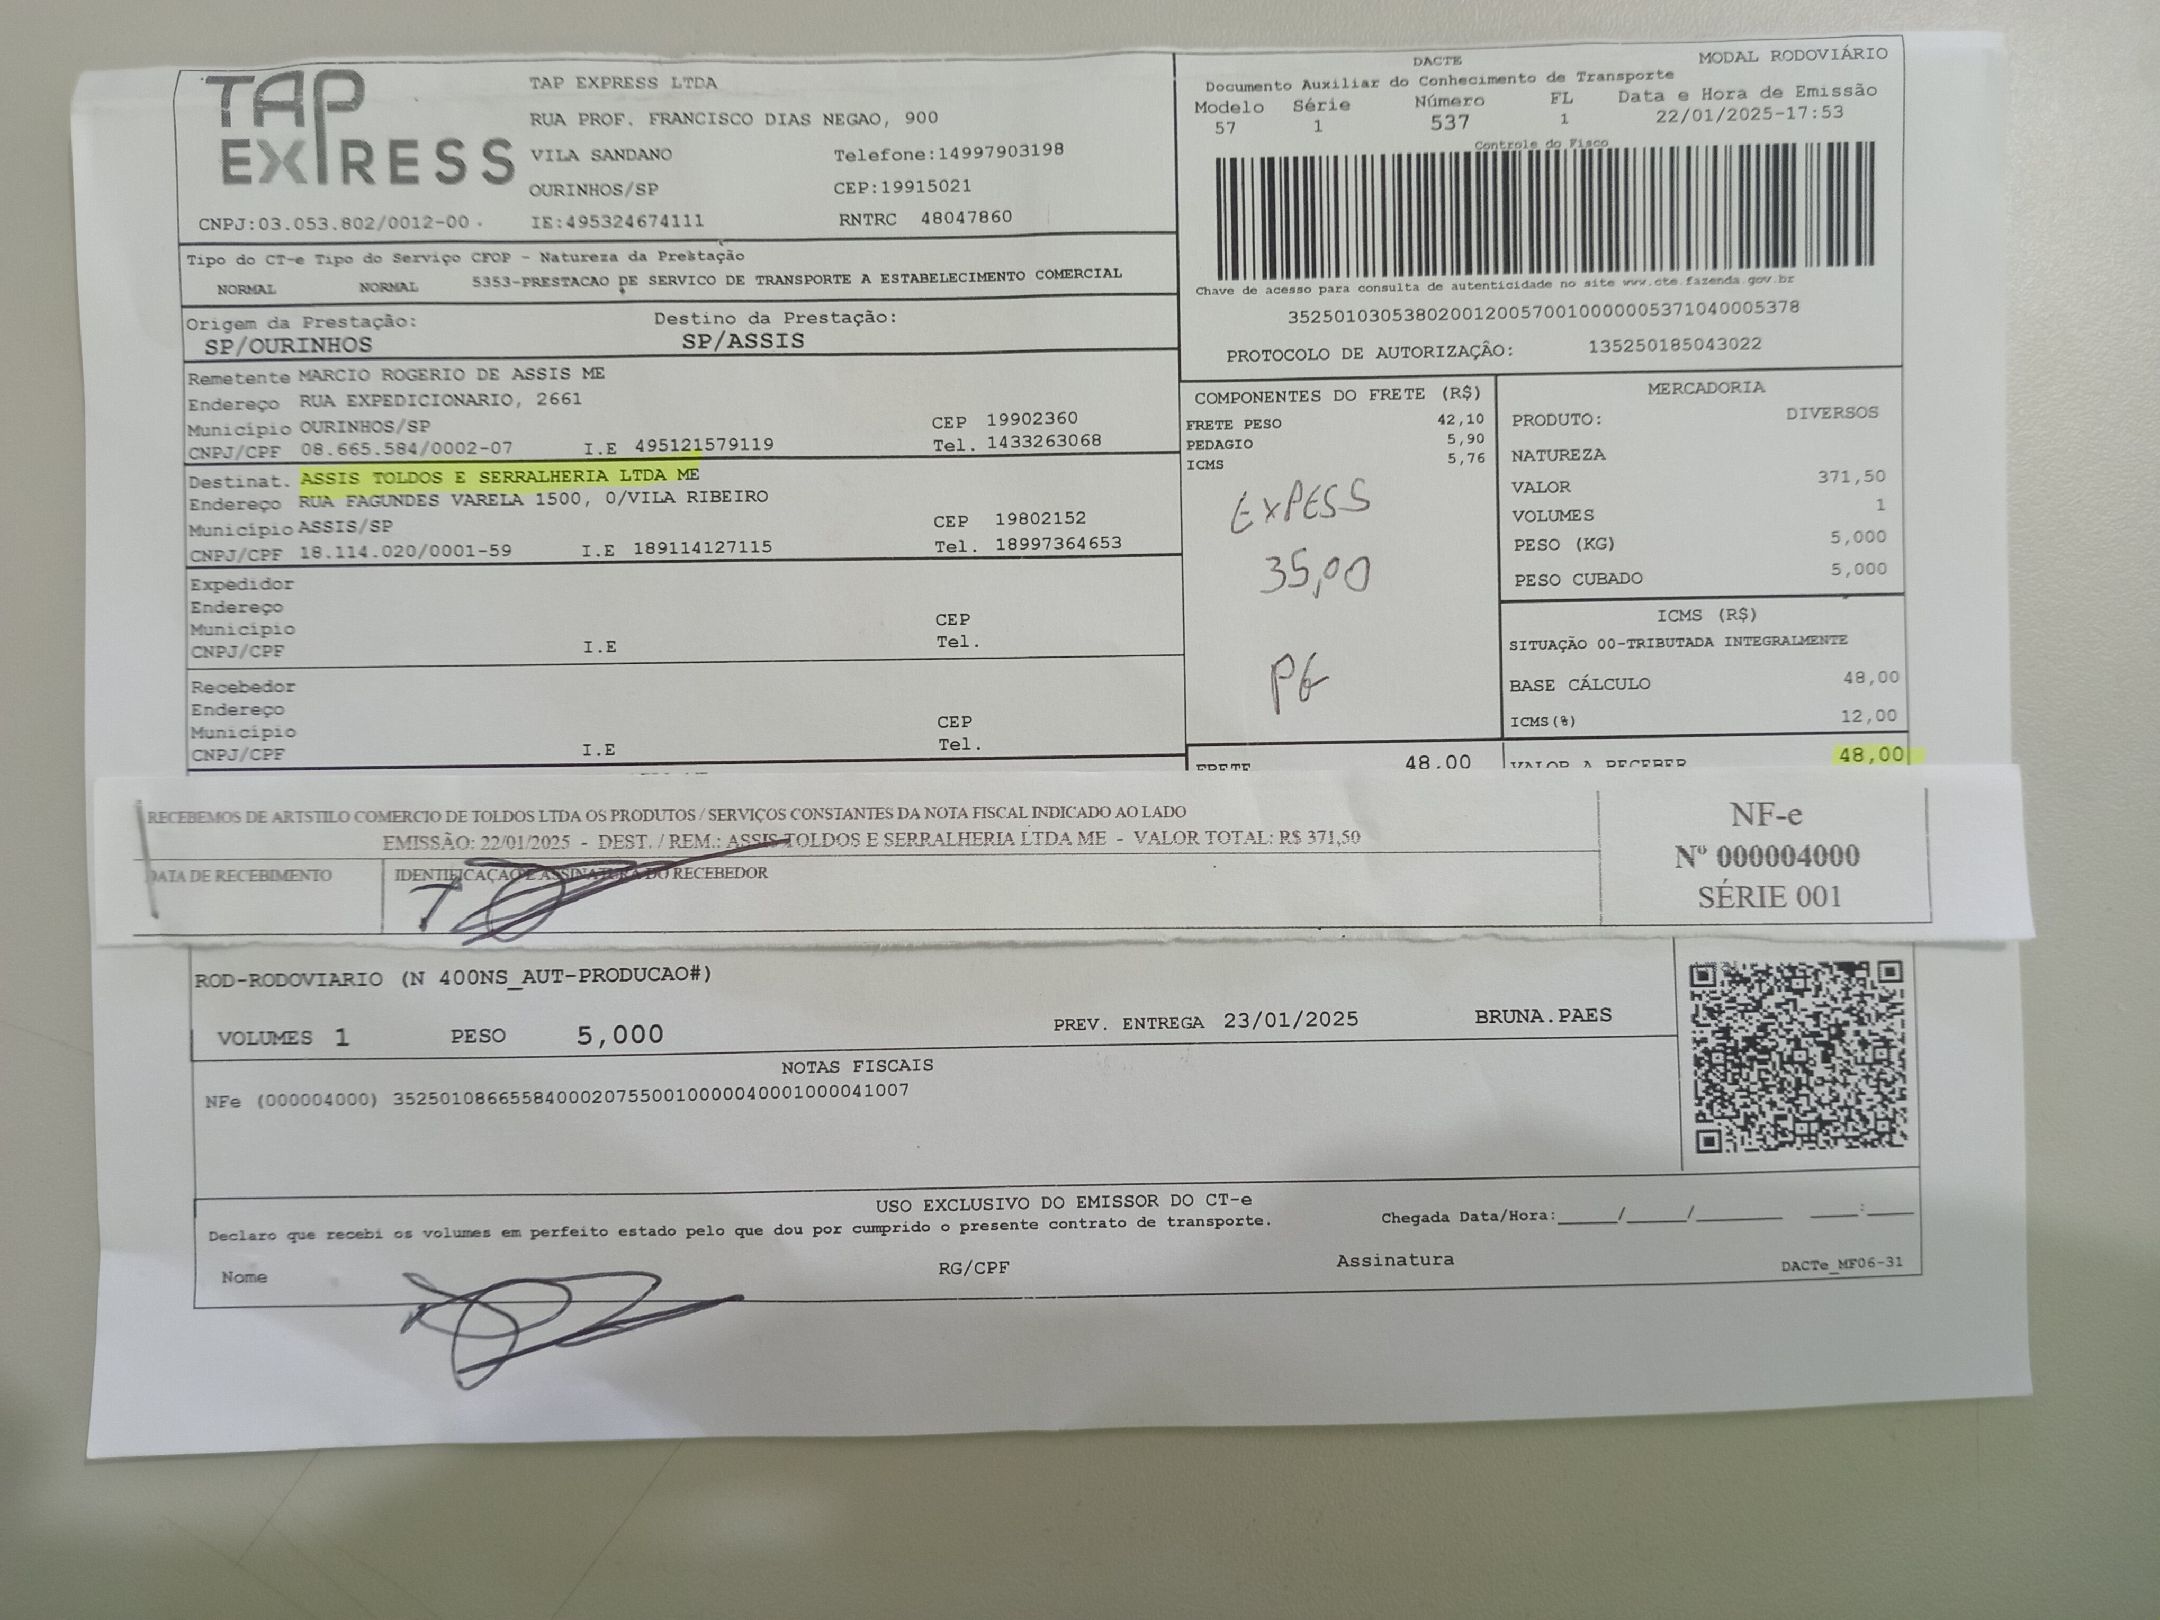 TAP EXPRESS
TAP EXPRESS LTDA
RUA PROF. FRANCISCO DIAS NEGAO, 900
VILA SANDANO Telefone:14997903198
OURINHOS/SP CEP:19915021
CNPJ:03.053.802/0012-00 IE:495324674111 RNTRC 48047860
DACTE MODAL RODOVIÁRIO
Documento Auxiliar do Conhecimento de Transporte
Modelo Série Número FL Data e Hora de Emissão
57 1 537 1 22/01/2025-17:53
Controle do Fisco
Chave de acesso para consulta de autenticidade no site www.cte.fazenda.gov.br
35250103053802001200570010000005371040005378
PROTOCOLO DE AUTORIZAÇÃO: 135250185043022
Tipo do CT-e Tipo do Serviço CFOP - Natureza da Prestação
NORMAL NORMAL 5353-PRESTACAO DE SERVICO DE TRANSPORTE A ESTABELECIMENTO COMERCIAL
Origem da Prestação: Destino da Prestação:
SP/OURINHOS SP/ASSIS
Remetente MARCIO ROGERIO DE ASSIS ME
Endereço RUA EXPEDICIONARIO, 2661
Município OURINHOS/SP CEP 19902360
CNPJ/CPF 08.665.584/0002-07 I.E 495121579119 Tel. 1433263068
Destinat. ASSIS TOLDOS E SERRALHERIA LTDA ME
Endereço RUA FAGUNDES VARELA 1500, 0/VILA RIBEIRO
Município ASSIS/SP CEP 19802152
CNPJ/CPF 18.114.020/0001-59 I.E 189114127115 Tel. 18997364653
Expedidor
Endereço
Município CEP
CNPJ/CPF I.E Tel.
Recebedor
Endereço
Município CEP
CNPJ/CPF I.E Tel.
COMPONENTES DO FRETE (R$)
FRETE PESO 42,10
PEDAGIO 5,90
ICMS 5,76
EXPESS
35,00
PG
FRETE 48,00
MERCADORIA
PRODUTO: DIVERSOS
NATUREZA
VALOR 371,50
VOLUMES 1
PESO (KG) 5,000
PESO CUBADO 5,000
ICMS (R$)
SITUAÇÃO 00-TRIBUTADA INTEGRALMENTE
BASE CÁLCULO 48,00
ICMS(%) 12,00
VALOR A RECEBER 48,00
RECEBEMOS DE ARTSTILO COMERCIO DE TOLDOS LTDA OS PRODUTOS / SERVIÇOS CONSTANTES DA NOTA FISCAL INDICADO AO LADO
EMISSÃO: 22/01/2025 - DEST. / REM.: ASSIS TOLDOS E SERRALHERIA LTDA ME - VALOR TOTAL: R$ 371,50
DATA DE RECEBIMENTO IDENTIFICAÇÃO E ASSINATURA DO RECEBEDOR
NF-e
Nº 000004000
SÉRIE 001
ROD-RODOVIARIO (N 400NS_AUT-PRODUCAO#)
VOLUMES 1 PESO 5,000 PREV. ENTREGA 23/01/2025 BRUNA.PAES
NOTAS FISCAIS
NFe (000004000) 35250108665584000207550010000040001000041007
USO EXCLUSIVO DO EMISSOR DO CT-e
Declaro que recebi os volumes em perfeito estado pelo que dou por cumprido o presente contrato de transporte. Chegada Data/Hora:____/____/______ ____:____
Nome RG/CPF Assinatura DACTe_MF06-31